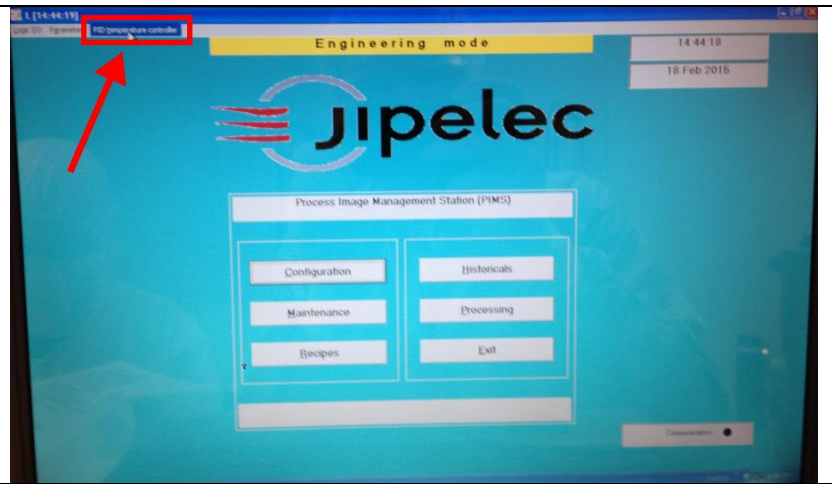 L [14:44:19]
Logic I/O Parameter PID temperature controller
Engineering mode
14:44:18
18 Feb 2015
jipelec
Process Image Management Station (PIMS)
Configuration
Historicals
Maintenance
Processing
Recipes
Exit
Communication